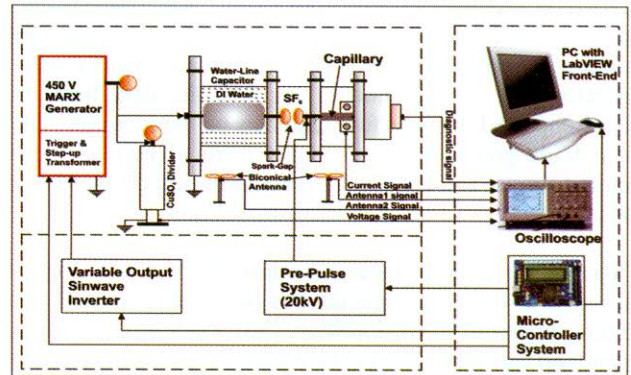 450 V
MARX
Generator
Trigger &
Step-up
Transformer
CuSO₄ Divider
Water-Line
Capacitor
DI Water
SF₆
Spark-Gap
Biconical
Antenna
Capillary
Diagnostic signal
Current Signal
Antenna1 signal
Antenna2 Signal
Voltage Signal
PC with
LabVIEW
Front-End
Oscilloscope
Variable Output
Sinwave
Inverter
Pre-Pulse
System
(20kV)
Micro-
Controller
System